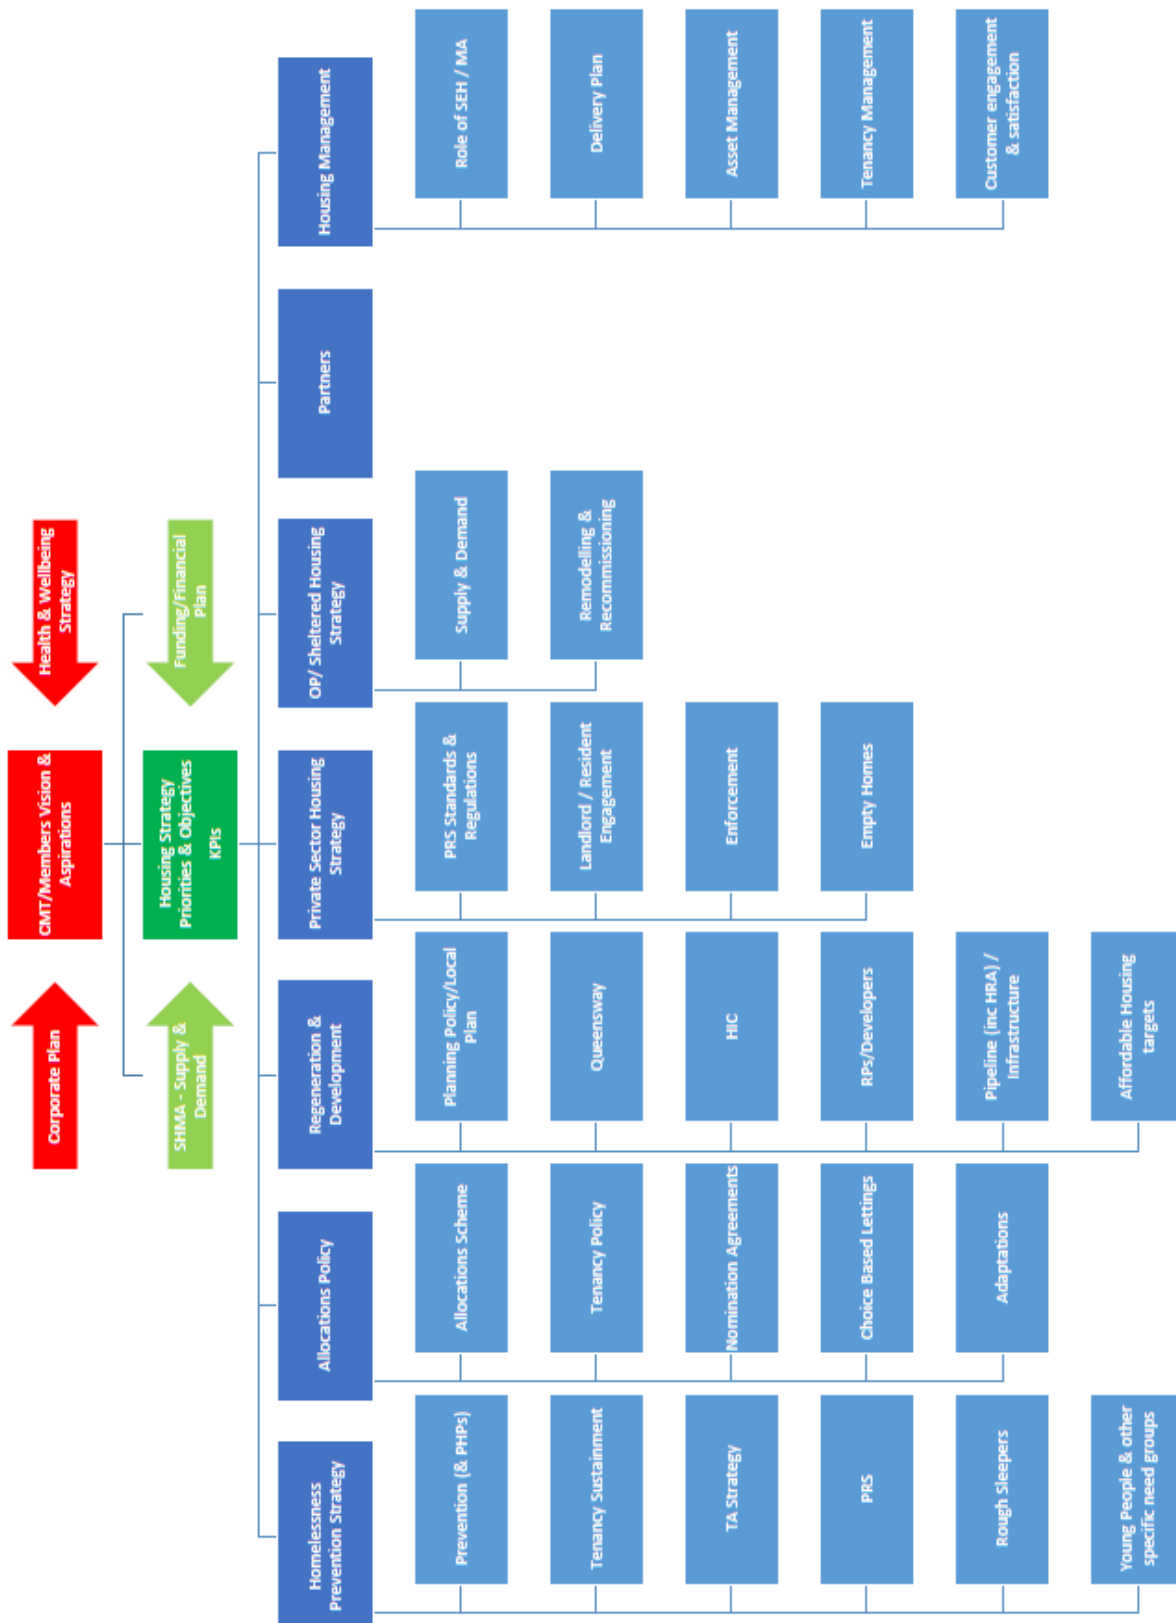 Corporate Plan
CMT/Members Vision &
Aspirations
Health & Wellbeing
Strategy
SHMA - Supply &
Demand
Housing Strategy
Priorities & Objectives
KPIs
Funding/Financial
Plan
Homelessness
Prevention Strategy
Prevention (& PHPs)
Tenancy Sustainment
TA Strategy
PRS
Rough Sleepers
Young People & other
specific need groups
Allocations Policy
Allocations Scheme
Tenancy Policy
Nomination Agreements
Choice Based Lettings
Adaptations
Regeneration &
Development
Planning Policy/Local
Plan
Queensway
HIC
RPs/Developers
Pipeline (inc HRA) /
Infrastructure
Affordable Housing
targets
Private Sector Housing
Strategy
PRS Standards &
Regulations
Landlord / Resident
Engagement
Enforcement
Empty Homes
OP/ Sheltered Housing
Strategy
Supply & Demand
Remodelling &
Recommissioning
Partners
Housing Management
Role of SEH / MA
Delivery Plan
Asset Management
Tenancy Management
Customer engagement
& satisfaction